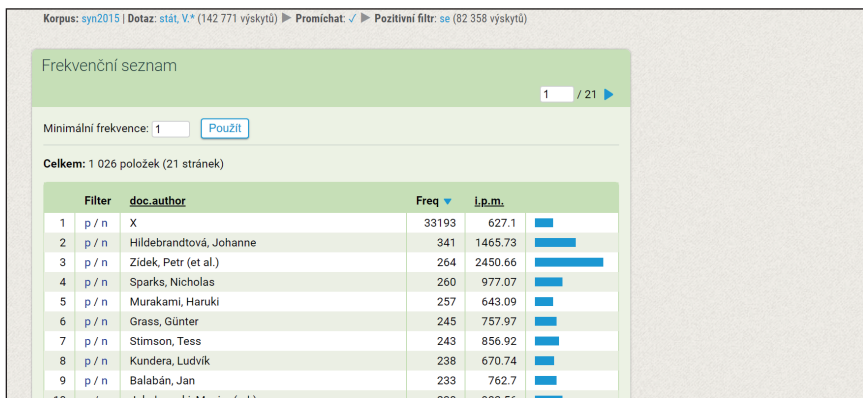 Korpus: syn2015 | Dotaz: stát, V.* (142 771 výskytů) ▶ Promíchat: ✓ ▶ Pozitivní filtr: se (82 358 výskytů)
Frekvenční seznam
1 / 21 ▶
Minimální frekvence: 1 Použít
Celkem: 1 026 položek (21 stránek)
Filter doc.author Freq ▼ i.p.m.
1 p / n X 33193 627.1
2 p / n Hildebrandtová, Johanne 341 1465.73
3 p / n Zídek, Petr (et al.) 264 2450.66
4 p / n Sparks, Nicholas 260 977.07
5 p / n Murakami, Haruki 257 643.09
6 p / n Grass, Günter 245 757.97
7 p / n Stimson, Tess 243 856.92
8 p / n Kundera, Ludvík 238 670.74
9 p / n Balabán, Jan 233 762.7